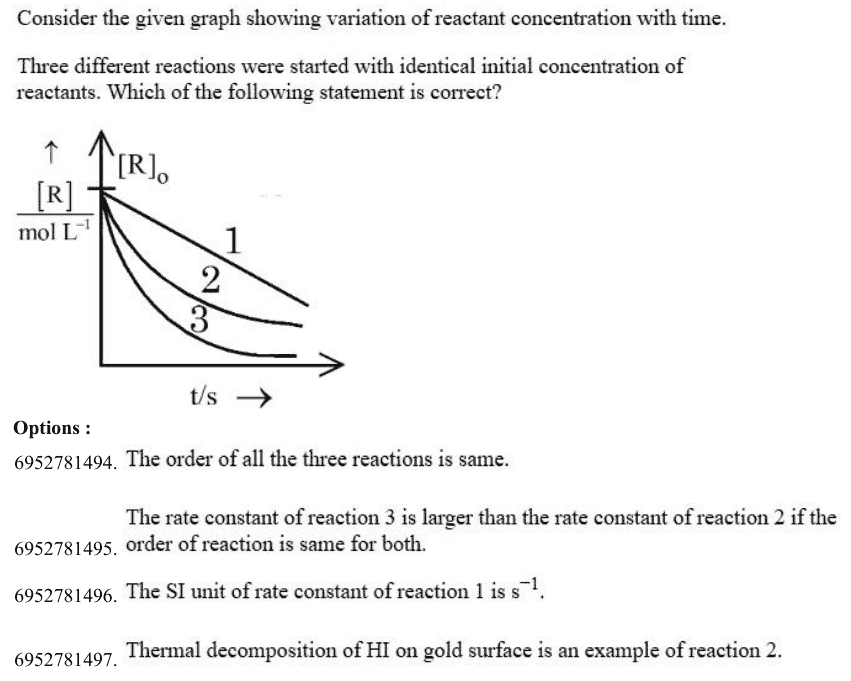 Consider the given graph showing variation of reactant concentration with time.
Three different reactions were started with identical initial concentration of
reactants. Which of the following statement is correct?
↑
[R]₀
[R]
mol L⁻¹
1
2
3
t/s →
Options :
6952781494. The order of all the three reactions is same.
The rate constant of reaction 3 is larger than the rate constant of reaction 2 if the
6952781495. order of reaction is same for both.
6952781496. The SI unit of rate constant of reaction 1 is s⁻¹.
6952781497. Thermal decomposition of HI on gold surface is an example of reaction 2.